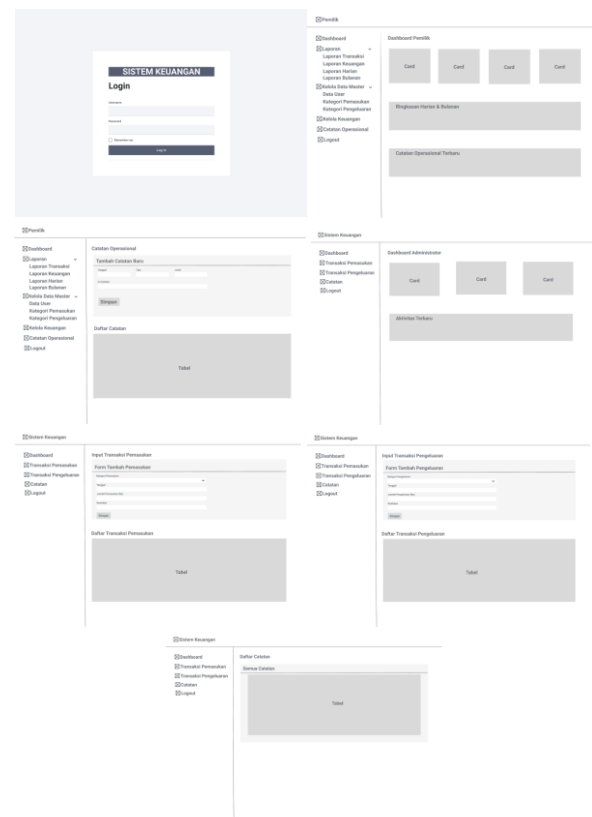 SISTEM KEUANGAN
Login
Username
Password
Remember me
Log in
Pemilik
Dashboard
Laporan
Laporan Transaksi
Laporan Keuangan
Laporan Harian
Laporan Bulanan
Kelola Data Master
Data User
Kategori Pemasukan
Kategori Pengeluaran
Kelola Keuangan
Catatan Operasional
Logout
Dashboard Pemilik
Card
Card
Card
Card
Ringkasan Harian & Bulanan
Catatan Operasional Terbaru
Pemilik
Dashboard
Laporan
Laporan Transaksi
Laporan Keuangan
Laporan Harian
Laporan Bulanan
Kelola Data Master
Data User
Kategori Pemasukan
Kategori Pengeluaran
Kelola Keuangan
Catatan Operasional
Logout
Catatan Operasional
Tambah Catatan Baru
Tanggal
Tipe
Isi Catatan
Simpan
Daftar Catatan
Tabel
Sistem Keuangan
Dashboard
Transaksi Pemasukan
Transaksi Pengeluaran
Catatan
Logout
Dashboard Administrator
Card
Card
Card
Aktivitas Terbaru
Sistem Keuangan
Dashboard
Transaksi Pemasukan
Transaksi Pengeluaran
Catatan
Logout
Input Transaksi Pemasukan
Form Tambah Pemasukan
Kategori Pemasukan
Tanggal
Jumlah Pemasukan (Rp)
Simpan
Daftar Transaksi Pemasukan
Tabel
Sistem Keuangan
Dashboard
Transaksi Pemasukan
Transaksi Pengeluaran
Catatan
Logout
Input Transaksi Pengeluaran
Form Tambah Pengeluaran
Kategori Pengeluaran
Tanggal
Jumlah Pengeluaran (Rp)
Simpan
Daftar Transaksi Pengeluaran
Tabel
Sistem Keuangan
Dashboard
Transaksi Pemasukan
Transaksi Pengeluaran
Catatan
Logout
Daftar Catatan
Semua Catatan
Tabel